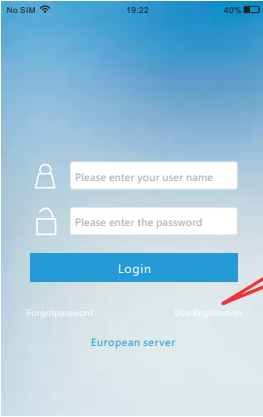 No SIM 19:22 40%
Please enter your user name
Please enter the password
Login
Forgotpassword UserRegistration
European server